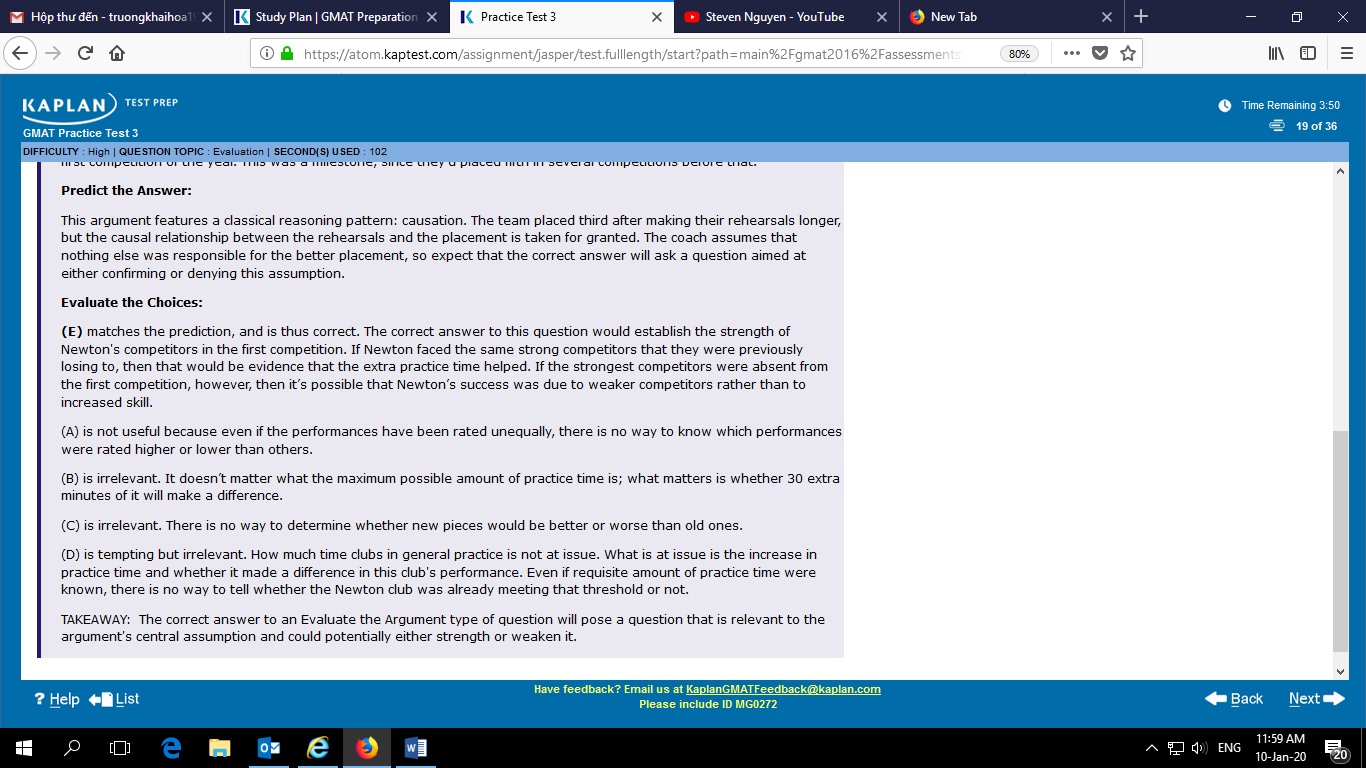 Hộp thư đến - truongkhaihoa15
Study Plan | GMAT Preparation
Practice Test 3
Steven Nguyen - YouTube
New Tab
https://atom.kaptest.com/assignment/jasper/test.fulllength/start?path=main%2Fgmat2016%2Fassessments
80%
KAPLAN TEST PREP
Time Remaining 3:50
GMAT Practice Test 3
19 of 36
DIFFICULTY : High | QUESTION TOPIC : Evaluation | SECOND(S) USED : 102
first competition of the year. This was a milestone, since they'd placed fifth in several competitions before that.
Predict the Answer:
This argument features a classical reasoning pattern: causation. The team placed third after making their rehearsals longer,
but the causal relationship between the rehearsals and the placement is taken for granted. The coach assumes that
nothing else was responsible for the better placement, so expect that the correct answer will ask a question aimed at
either confirming or denying this assumption.
Evaluate the Choices:
(E) matches the prediction, and is thus correct. The correct answer to this question would establish the strength of
Newton's competitors in the first competition. If Newton faced the same strong competitors that they were previously
losing to, then that would be evidence that the extra practice time helped. If the strongest competitors were absent from
the first competition, however, then it's possible that Newton's success was due to weaker competitors rather than to
increased skill.
(A) is not useful because even if the performances have been rated unequally, there is no way to know which performances
were rated higher or lower than others.
(B) is irrelevant. It doesn't matter what the maximum possible amount of practice time is; what matters is whether 30 extra
minutes of it will make a difference.
(C) is irrelevant. There is no way to determine whether new pieces would be better or worse than old ones.
(D) is tempting but irrelevant. How much time clubs in general practice is not at issue. What is at issue is the increase in
practice time and whether it made a difference in this club's performance. Even if requisite amount of practice time were
known, there is no way to tell whether the Newton club was already meeting that threshold or not.
TAKEAWAY: The correct answer to an Evaluate the Argument type of question will pose a question that is relevant to the
argument's central assumption and could potentially either strength or weaken it.
? Help
List
Have feedback? Email us at KaplanGMATFeedback@kaplan.com
Please include ID MG0272
Back
Next
ENG
11:59 AM
10-Jan-20
20